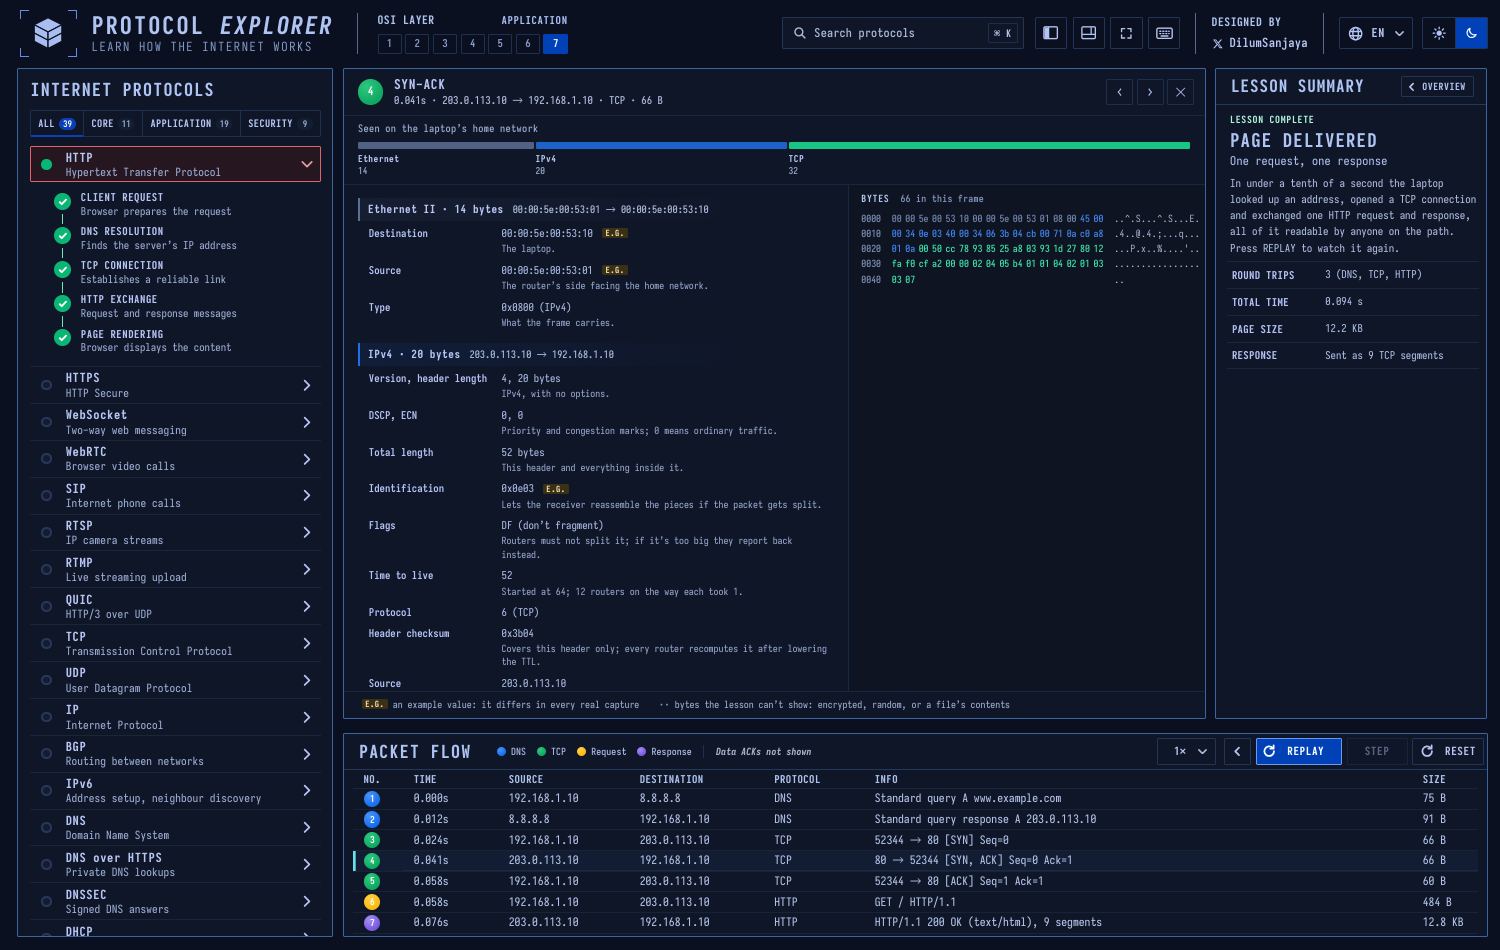 PROTOCOL EXPLORER
LEARN HOW THE INTERNET WORKS
OSI LAYER APPLICATION
1 2 3 4 5 6 7
Search protocols ⌘ K
DESIGNED BY
X DilumSanjaya
EN
INTERNET PROTOCOLS
ALL 39 CORE 11 APPLICATION 19 SECURITY 9
HTTP
Hypertext Transfer Protocol
CLIENT REQUEST
Browser prepares the request
DNS RESOLUTION
Finds the server's IP address
TCP CONNECTION
Establishes a reliable link
HTTP EXCHANGE
Request and response messages
PAGE RENDERING
Browser displays the content
HTTPS
HTTP Secure
WebSocket
Two-way web messaging
WebRTC
Browser video calls
SIP
Internet phone calls
RTSP
IP camera streams
RTMP
Live streaming upload
QUIC
HTTP/3 over UDP
TCP
Transmission Control Protocol
UDP
User Datagram Protocol
IP
Internet Protocol
BGP
Routing between networks
IPv6
Address setup, neighbour discovery
DNS
Domain Name System
DNS over HTTPS
Private DNS lookups
DNSSEC
Signed DNS answers
DHCP
4 SYN-ACK
0.041s · 203.0.113.10 → 192.168.1.10 · TCP · 66 B
Seen on the laptop's home network
Ethernet IPv4 TCP
14 20 32
Ethernet II · 14 bytes 00:00:5e:00:53:01 → 00:00:5e:00:53:10
Destination 00:00:5e:00:53:10 E.G.
The laptop.
Source 00:00:5e:00:53:01 E.G.
The router's side facing the home network.
Type 0x0800 (IPv4)
What the frame carries.
IPv4 · 20 bytes 203.0.113.10 → 192.168.1.10
Version, header length 4, 20 bytes
IPv4, with no options.
DSCP, ECN 0, 0
Priority and congestion marks; 0 means ordinary traffic.
Total length 52 bytes
This header and everything inside it.
Identification 0x0e03 E.G.
Lets the receiver reassemble the pieces if the packet gets split.
Flags DF (don't fragment)
Routers must not split it; if it's too big they report back
instead.
Time to live 52
Started at 64; 12 routers on the way each took 1.
Protocol 6 (TCP)
Header checksum 0x3b04
Covers this header only; every router recomputes it after lowering
the TTL.
Source 203.0.113.10
BYTES 66 in this frame
0000 00 00 5e 00 53 10 00 00 5e 00 53 01 08 00 45 00 ..^.S...^.S...E.
0010 00 34 0e 03 40 00 34 06 3b 04 cb 00 71 0a c0 a8 .4..@.4.;...q...
0020 01 0a 00 50 cc 78 93 85 25 a8 03 93 1d 27 80 12 ...P.x..%....'..
0030 fa f0 cf a2 00 00 02 04 05 b4 01 01 04 02 01 03 ................
0040 03 07 ..
E.G. an example value: it differs in every real capture ·· bytes the lesson can't show: encrypted, random, or a file's contents
LESSON SUMMARY OVERVIEW
LESSON COMPLETE
PAGE DELIVERED
One request, one response
In under a tenth of a second the laptop
looked up an address, opened a TCP connection
and exchanged one HTTP request and response,
all of it readable by anyone on the path.
Press REPLAY to watch it again.
ROUND TRIPS 3 (DNS, TCP, HTTP)
TOTAL TIME 0.094 s
PAGE SIZE 12.2 KB
RESPONSE Sent as 9 TCP segments
PACKET FLOW DNS TCP Request Response Data ACKs not shown 1× REPLAY STEP RESET
NO. TIME SOURCE DESTINATION PROTOCOL INFO SIZE
1 0.000s 192.168.1.10 8.8.8.8 DNS Standard query A www.example.com 75 B
2 0.012s 8.8.8.8 192.168.1.10 DNS Standard query response A 203.0.113.10 91 B
3 0.024s 192.168.1.10 203.0.113.10 TCP 52344 → 80 [SYN] Seq=0 66 B
4 0.041s 203.0.113.10 192.168.1.10 TCP 80 → 52344 [SYN, ACK] Seq=0 Ack=1 66 B
5 0.058s 192.168.1.10 203.0.113.10 TCP 52344 → 80 [ACK] Seq=1 Ack=1 60 B
6 0.058s 192.168.1.10 203.0.113.10 HTTP GET / HTTP/1.1 484 B
7 0.076s 203.0.113.10 192.168.1.10 HTTP HTTP/1.1 200 OK (text/html), 9 segments 12.8 KB